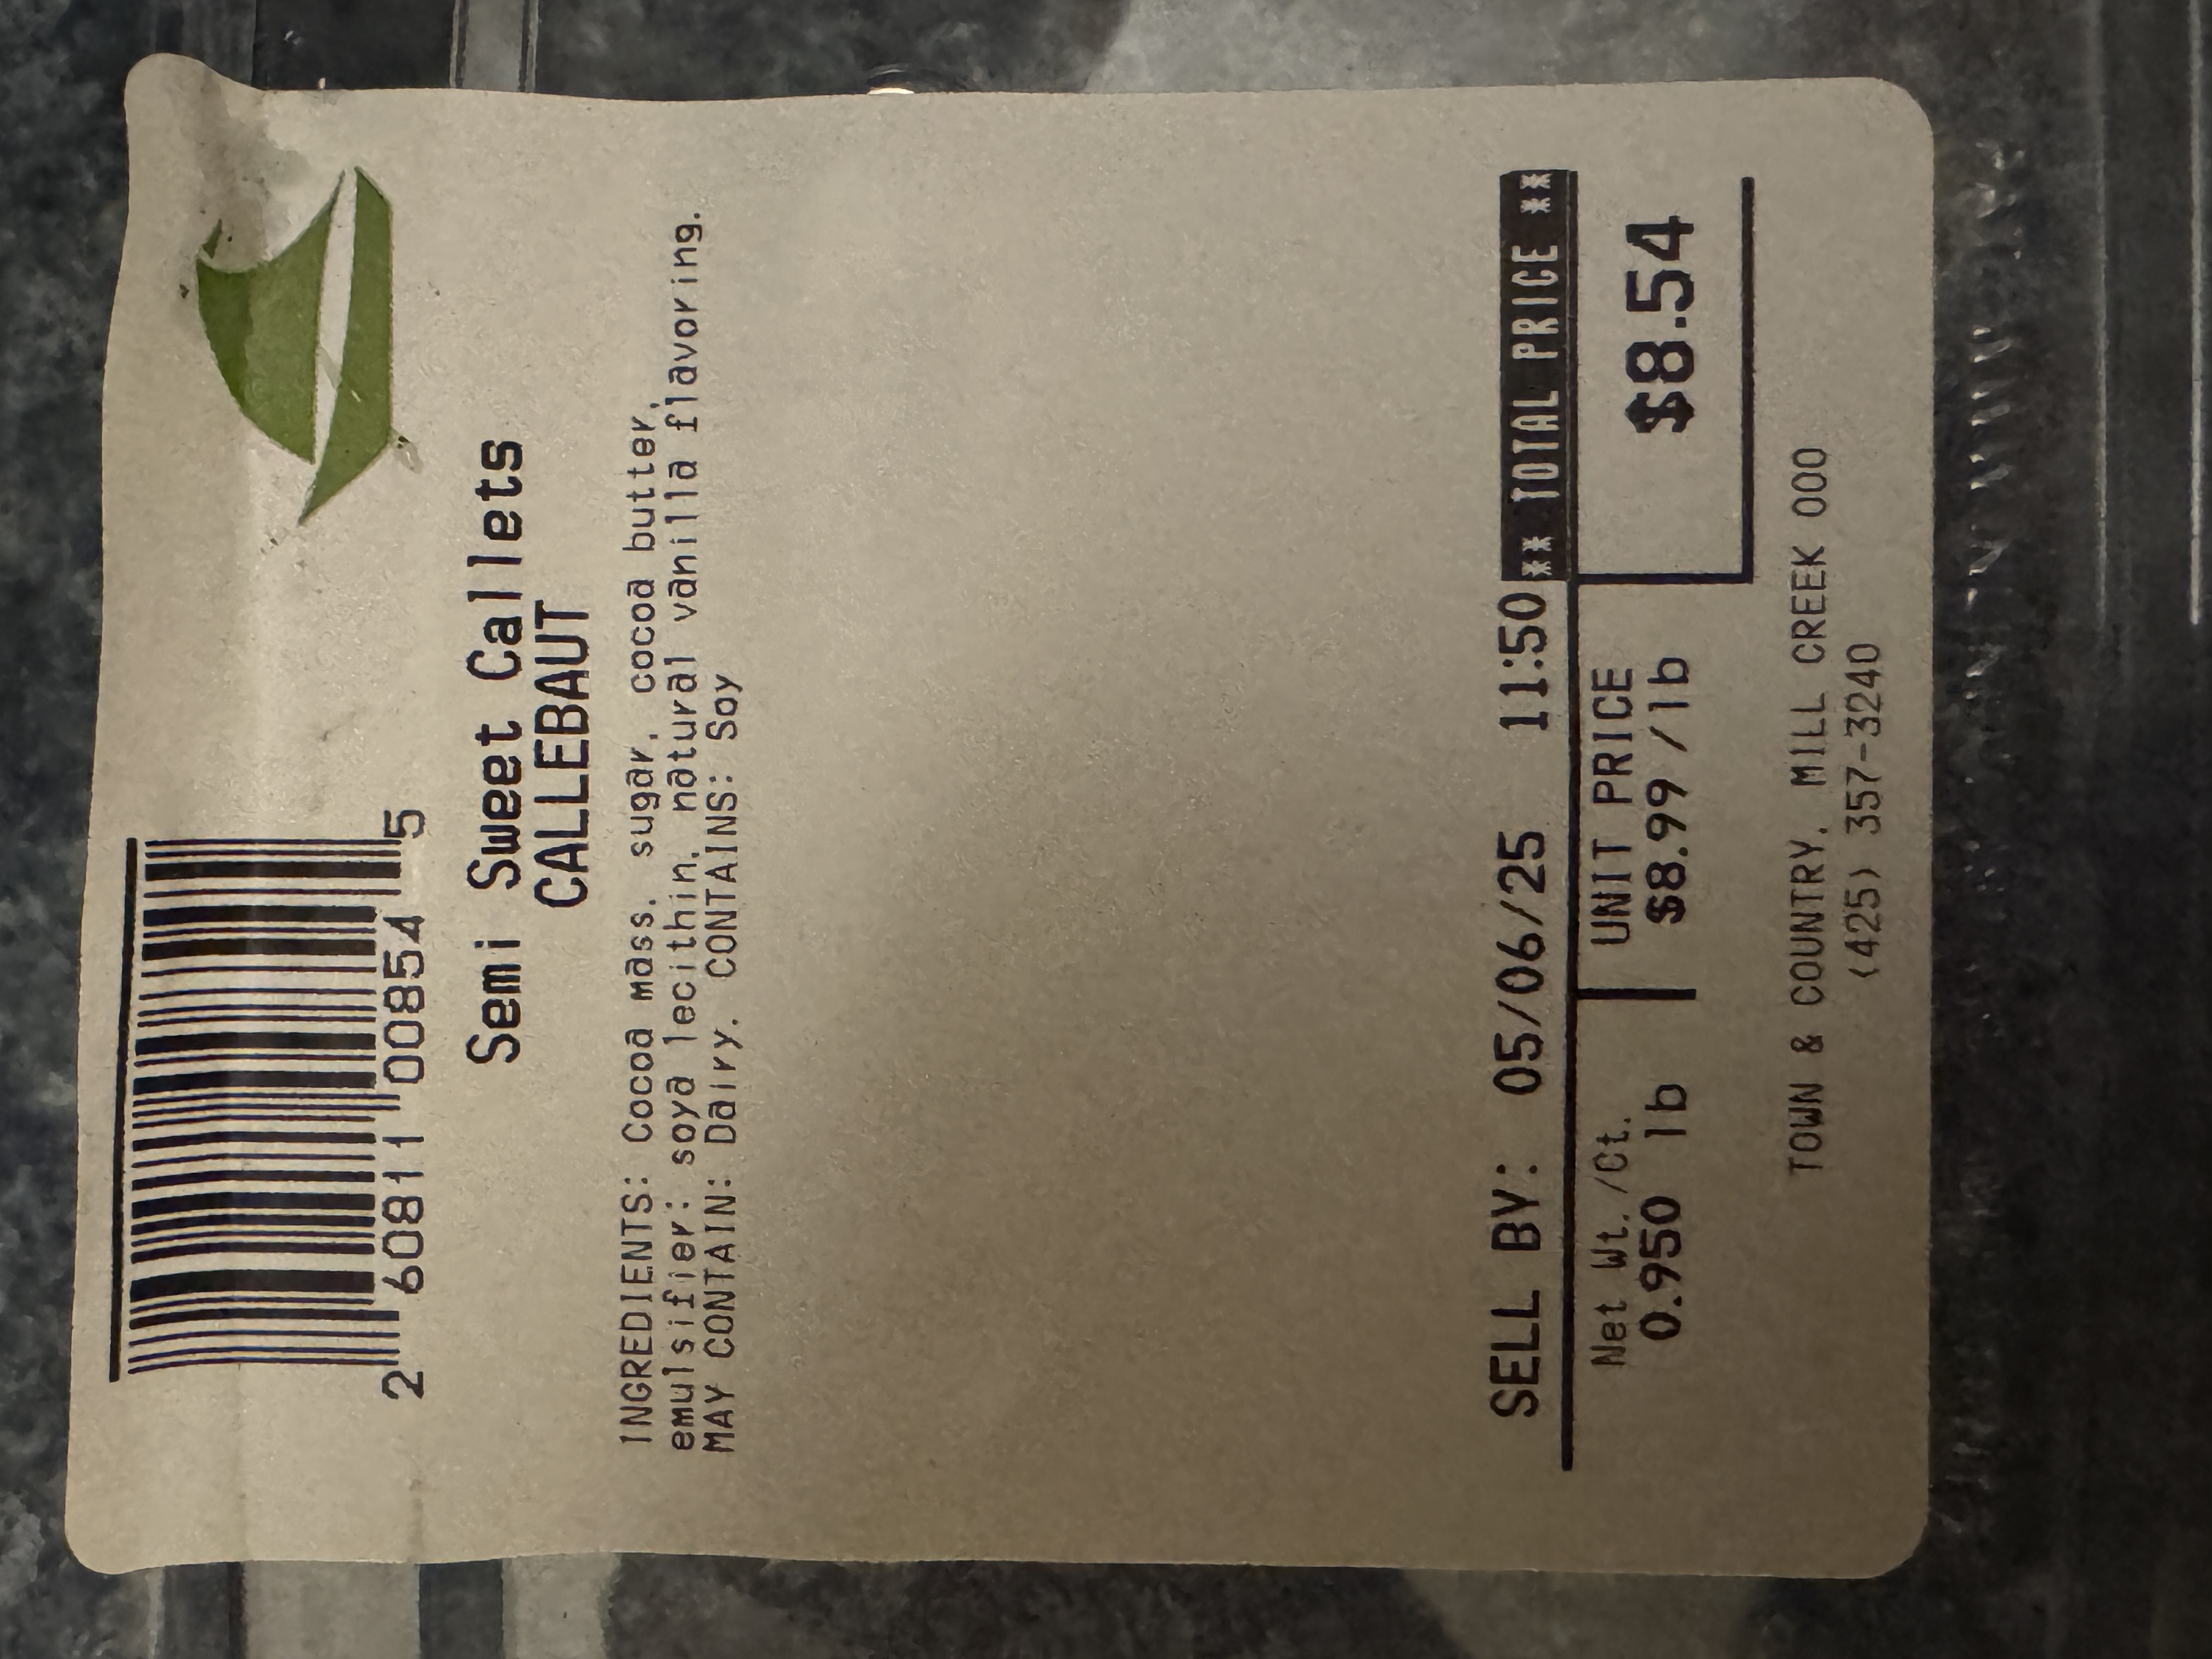 2 60811 00854 5
Semi Sweet Callets
CALLEBAUT
INGREDIENTS: Cocoa mass, sugar, cocoa butter,
emulsifier: soya lecithin, natural vanilla flavoring.
MAY CONTAIN: Dairy. CONTAINS: Soy
SELL BY: 05/06/25 11:50 ** TOTAL PRICE **
Net Wt./Ct. UNIT PRICE
0.950 lb $8.99 /lb $8.54
TOWN & COUNTRY, MILL CREEK 000
(425) 357-3240